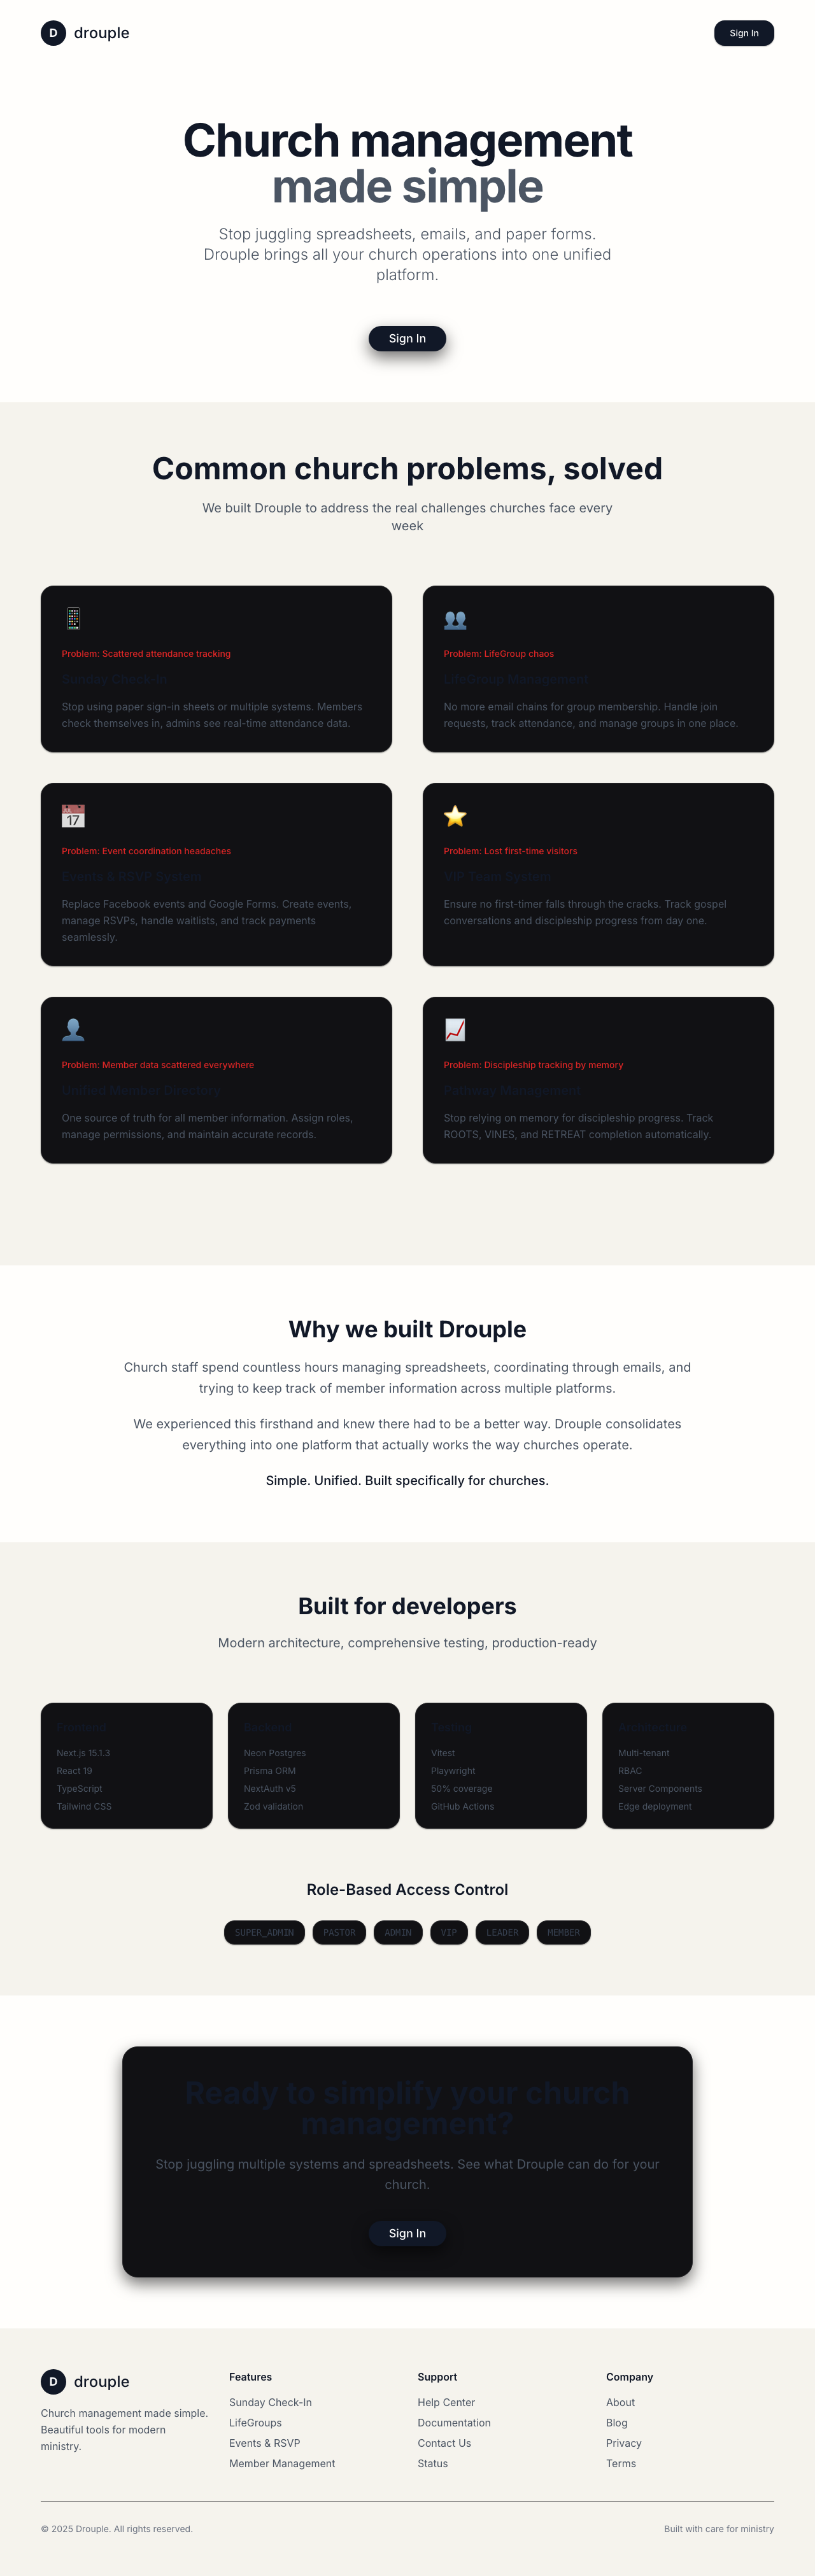 D drouple
Sign In
Church management
made simple
Stop juggling spreadsheets, emails, and paper forms.
Drouple brings all your church operations into one unified
platform.
Sign In
Common church problems, solved
We built Drouple to address the real challenges churches face every
week
Problem: Scattered attendance tracking
Sunday Check-In
Stop using paper sign-in sheets or multiple systems. Members
check themselves in, admins see real-time attendance data.
Problem: LifeGroup chaos
LifeGroup Management
No more email chains for group membership. Handle join
requests, track attendance, and manage groups in one place.
17
Problem: Event coordination headaches
Events & RSVP System
Replace Facebook events and Google Forms. Create events,
manage RSVPs, handle waitlists, and track payments
seamlessly.
Problem: Lost first-time visitors
VIP Team System
Ensure no first-timer falls through the cracks. Track gospel
conversations and discipleship progress from day one.
Problem: Member data scattered everywhere
Unified Member Directory
One source of truth for all member information. Assign roles,
manage permissions, and maintain accurate records.
Problem: Discipleship tracking by memory
Pathway Management
Stop relying on memory for discipleship progress. Track
ROOTS, VINES, and RETREAT completion automatically.
Why we built Drouple
Church staff spend countless hours managing spreadsheets, coordinating through emails, and
trying to keep track of member information across multiple platforms.
We experienced this firsthand and knew there had to be a better way. Drouple consolidates
everything into one platform that actually works the way churches operate.
Simple. Unified. Built specifically for churches.
Built for developers
Modern architecture, comprehensive testing, production-ready
Frontend
Next.js 15.1.3
React 19
TypeScript
Tailwind CSS
Backend
Neon Postgres
Prisma ORM
NextAuth v5
Zod validation
Testing
Vitest
Playwright
50% coverage
GitHub Actions
Architecture
Multi-tenant
RBAC
Server Components
Edge deployment
Role-Based Access Control
SUPER_ADMIN PASTOR ADMIN VIP LEADER MEMBER
Ready to simplify your church
management?
Stop juggling multiple systems and spreadsheets. See what Drouple can do for your
church.
Sign In
D drouple
Church management made simple.
Beautiful tools for modern
ministry.
Features
Sunday Check-In
LifeGroups
Events & RSVP
Member Management
Support
Help Center
Documentation
Contact Us
Status
Company
About
Blog
Privacy
Terms
© 2025 Drouple. All rights reserved.
Built with care for ministry